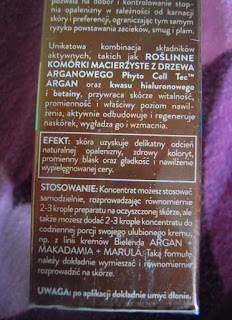 pozwala na dobór i kontrolowanie stop-
nia opalenizny w zależności od karnacji
skóry i preferencji, ograniczając tym samym
ryzyko powstawania zacieków, smug i plam.
Unikatowa kombinacja składników
aktywnych, takich jak ROŚLINNE
KOMÓRKI MACIERZYSTE Z DRZEWA
ARGANOWEGO Phyto Cell Tec™
ARGAN oraz kwasu hialuronowego
i betainy, przywraca skórze witalność,
promienność i właściwy poziom nawil-
żenia, aktywnie odbudowuje i regeneruje
naskórek, wygładza go i wzmacnia.
EFEKT: skóra uzyskuje delikatny odcień
naturalnej opalenizny, zdrowy koloryt,
promienny blask oraz gładkość i nawilżenie
wypielęgnowanej cery.
STOSOWANIE: Koncentrat możesz stosować
samodzielnie, rozprowadzając równomiernie
2-3 krople preparatu na oczyszczonej skórze, ale
także możesz dodać 2-3 krople koncentratu do
codziennej porcji swojego ulubionego kremu,
np. z linii kremów Bielenda ARGAN +
MAKADAMIA + MARULA. Taką formułę
należy dokładnie wymieszać i równomiernie
rozprowadzić na skórze.
UWAGA: po aplikacji dokładnie umyć dłonie.